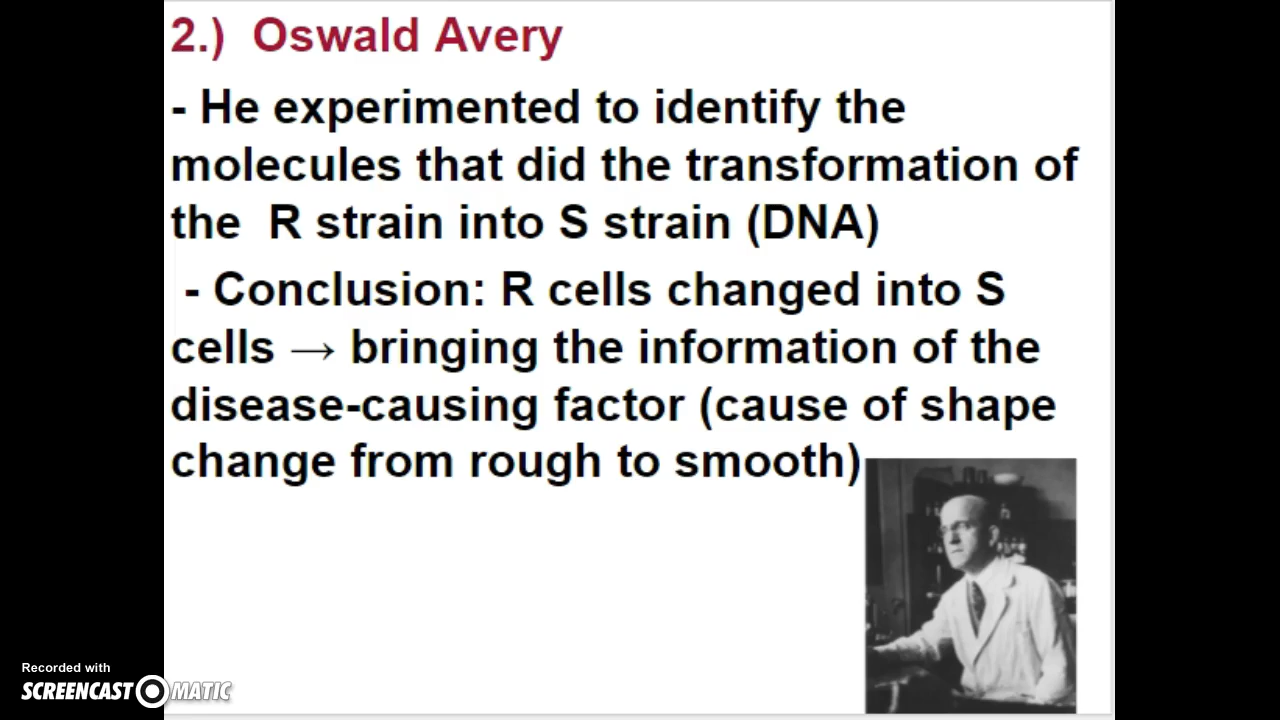 2.) Oswald Avery
- He experimented to identify the
molecules that did the transformation of
the R strain into S strain (DNA)
- Conclusion: R cells changed into S
cells → bringing the information of the
disease-causing factor (cause of shape
change from rough to smooth)
Recorded with
SCREENCAST MATIC